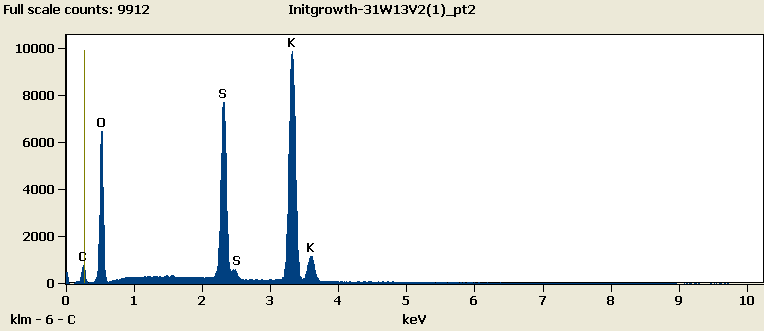 Full scale counts: 9912 Initgrowth-31W13V2(1)_pt2
10000
K
8000
S
O
6000
4000
2000
C
S
K
0
0 1 2 3 4 5 6 7 8 9 10
klm - 6 - C keV